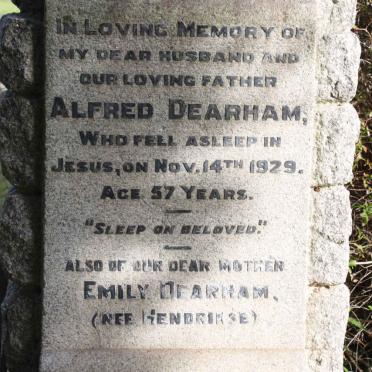 IN LOVING MEMORY OF
MY DEAR HUSBAND AND
OUR LOVING FATHER
ALFRED DEARHAM,
WHO FELL ASLEEP IN
JESUS, ON NOV. 14TH 1929.
AGE 57 YEARS.
"SLEEP ON BELOVED."
ALSO OF OUR DEAR MOTHER
EMILY DEARHAM,
(NEE HENDRIKSE)